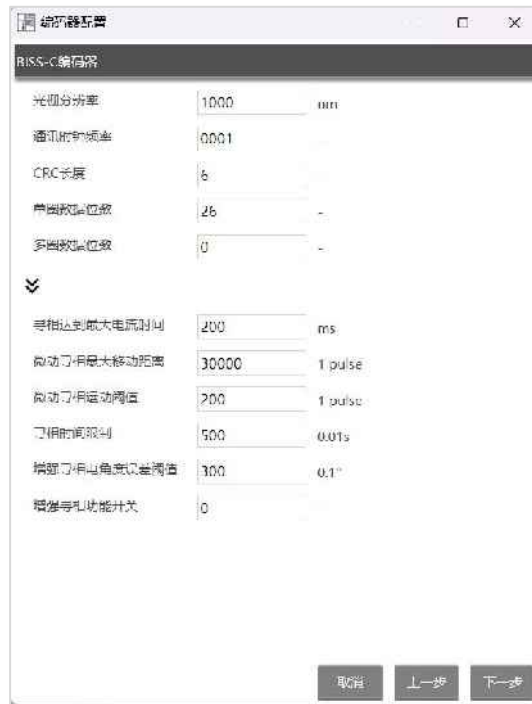 编码器配置
BISS-C编码器
光栅分辨率 1000 nm
通讯时钟频率 0001 -
CRC长度 6 -
单圈数据位数 26 -
多圈数据位数 0 -
寻相达到最大电流时间 200 ms
微动寻相最大移动距离 30000 1 pulse
微动寻相运动阈值 200 1 pulse
寻相时间限制 500 0.01s
增强寻相电角度误差阈值 300 0.1°
增强寻相功能开关 0 -
取消 上一步 下一步